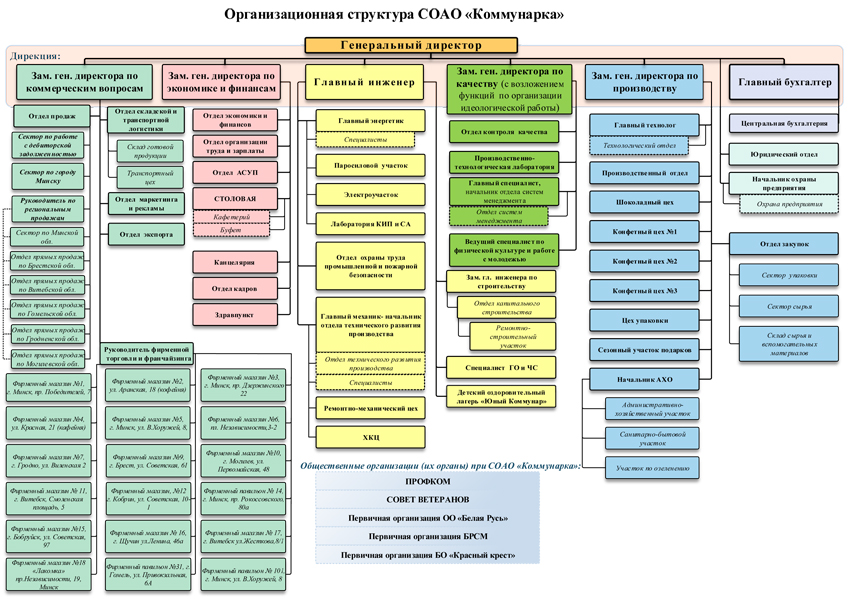 Организационная структура СОАО «Коммунарка»
Генеральный директор
Дирекция:
Зам. ген. директора по
коммерческим вопросам
Зам. ген. директора по
экономике и финансам
Главный инженер
Зам. ген. директора по
качеству (с возложением
функций по организации
идеологической работы)
Зам. ген. директора по
производству
Главный бухгалтер
Отдел продаж
Сектор по работе
с дебиторской
задолженностью
Сектор по городу
Минску
Руководитель по
региональным
продажам
Сектор по Минской
обл.
Отдел прямых продаж
по Брестской обл.
Отдел прямых продаж
по Витебской обл.
Отдел прямых продаж
по Гомельской обл.
Отдел прямых продаж
по Гродненской обл.
Отдел прямых продаж
по Могилевской обл.
Отдел складской и
транспортной
логистики
Склад готовой
продукции
Транспортный
цех
Отдел маркетинга
и рекламы
Отдел экспорта
Руководитель фирменной
торговли и франчайзинга
Фирменный магазин №1,
г. Минск, пр. Победителей, 7
Фирменный магазин №2,
ул. Аранская, 18 (кофейня)
Фирменный магазин №3,
г. Минск, пр. Дзержинского
22
Фирменный магазин №4,
ул. Красная, 21 (кофейня)
Фирменный магазин №5,
г. Минск, ул. В.Хоружей, 8,
Фирменный магазин №6,
пт. Независимости,3-2
Фирменный магазин №7,
г. Гродно, ул. Виленская 2
Фирменный магазин №9,
г. Брест, ул. Советская, 61
Фирменный магазин №10,
г. Могилев, ул.
Первомайская, 48
Фирменный магазин № 11,
г. Витебск, Смоленская
площадь, 5
Фирменный магазин, №12
г. Кобрин, ул. Советская, 10-
1
Фирменный павильон № 14,
г. Минск, пр. Рокоссовского,
80а
Фирменный магазин №15,
г. Бобруйск, ул. Советская,
97
Фирменный магазин № 16,
г. Щучин ул.Ленина, 46а
Фирменный магазин № 17,
г. Витебск ул.Жесткова,8/1
Фирменный магазин №18
«Лакомка»
пр.Независимости, 19,
Минск
Фирменный павильон №31, г.
Гомель, ул. Привокзальная,
6А
Фирменный павильон № 101,
г. Минск, ул. В.Хоружей, 8
Отдел экономики и
финансов
Отдел организации
труда и зарплаты
Отдел АСУП
СТОЛОВАЯ
Кафетерий
Буфет
Канцелярия
Отдел кадров
Здравпункт
Главный энергетик
Специалисты
Паросиловой участок
Электроучасток
Лаборатория КИП и СА
Отдел охраны труда
промышленной и пожарной
безопасности
Главный механик- начальник
отдела технического развития
производства
Отдел технического развития
производства
Специалисты
Ремонтно-механический цех
ХКЦ
Отдел контроля качества
Производственно-
технологическая лаборатория
Главный специалист,
начальник отдела систем
менеджмента
Отдел систем
менеджмента
Ведущий специалист по
физической культуре и работе
с молодежью
Зам. гл. инженера по
строительству
Отдел капитального
строительства
Ремонтно-
строительный
участок
Специалист ГО и ЧС
Детский оздоровительный
лагерь «Юный Коммунар»
Главный технолог
Технологический отдел
Производственный отдел
Шоколадный цех
Конфетный цех №1
Конфетный цех №2
Конфетный цех №3
Цех упаковки
Сезонный участок подарков
Начальник АХО
Административно-
хозяйственный участок
Санитарно-бытовой
участок
Участок по озеленению
Центральная бухгалтерия
Юридический отдел
Начальник охраны
предприятия
Охрана предприятия
Отдел закупок
Сектор упаковки
Сектор сырья
Склад сырья и
вспомогательных
материалов
Общественные организации (их органы) при СОАО «Коммунарка»:
ПРОФКОМ
СОВЕТ ВЕТЕРАНОВ
Первичная организация ОО «Белая Русь»
Первичная организация БРСМ
Первичная организация БО «Красный крест»